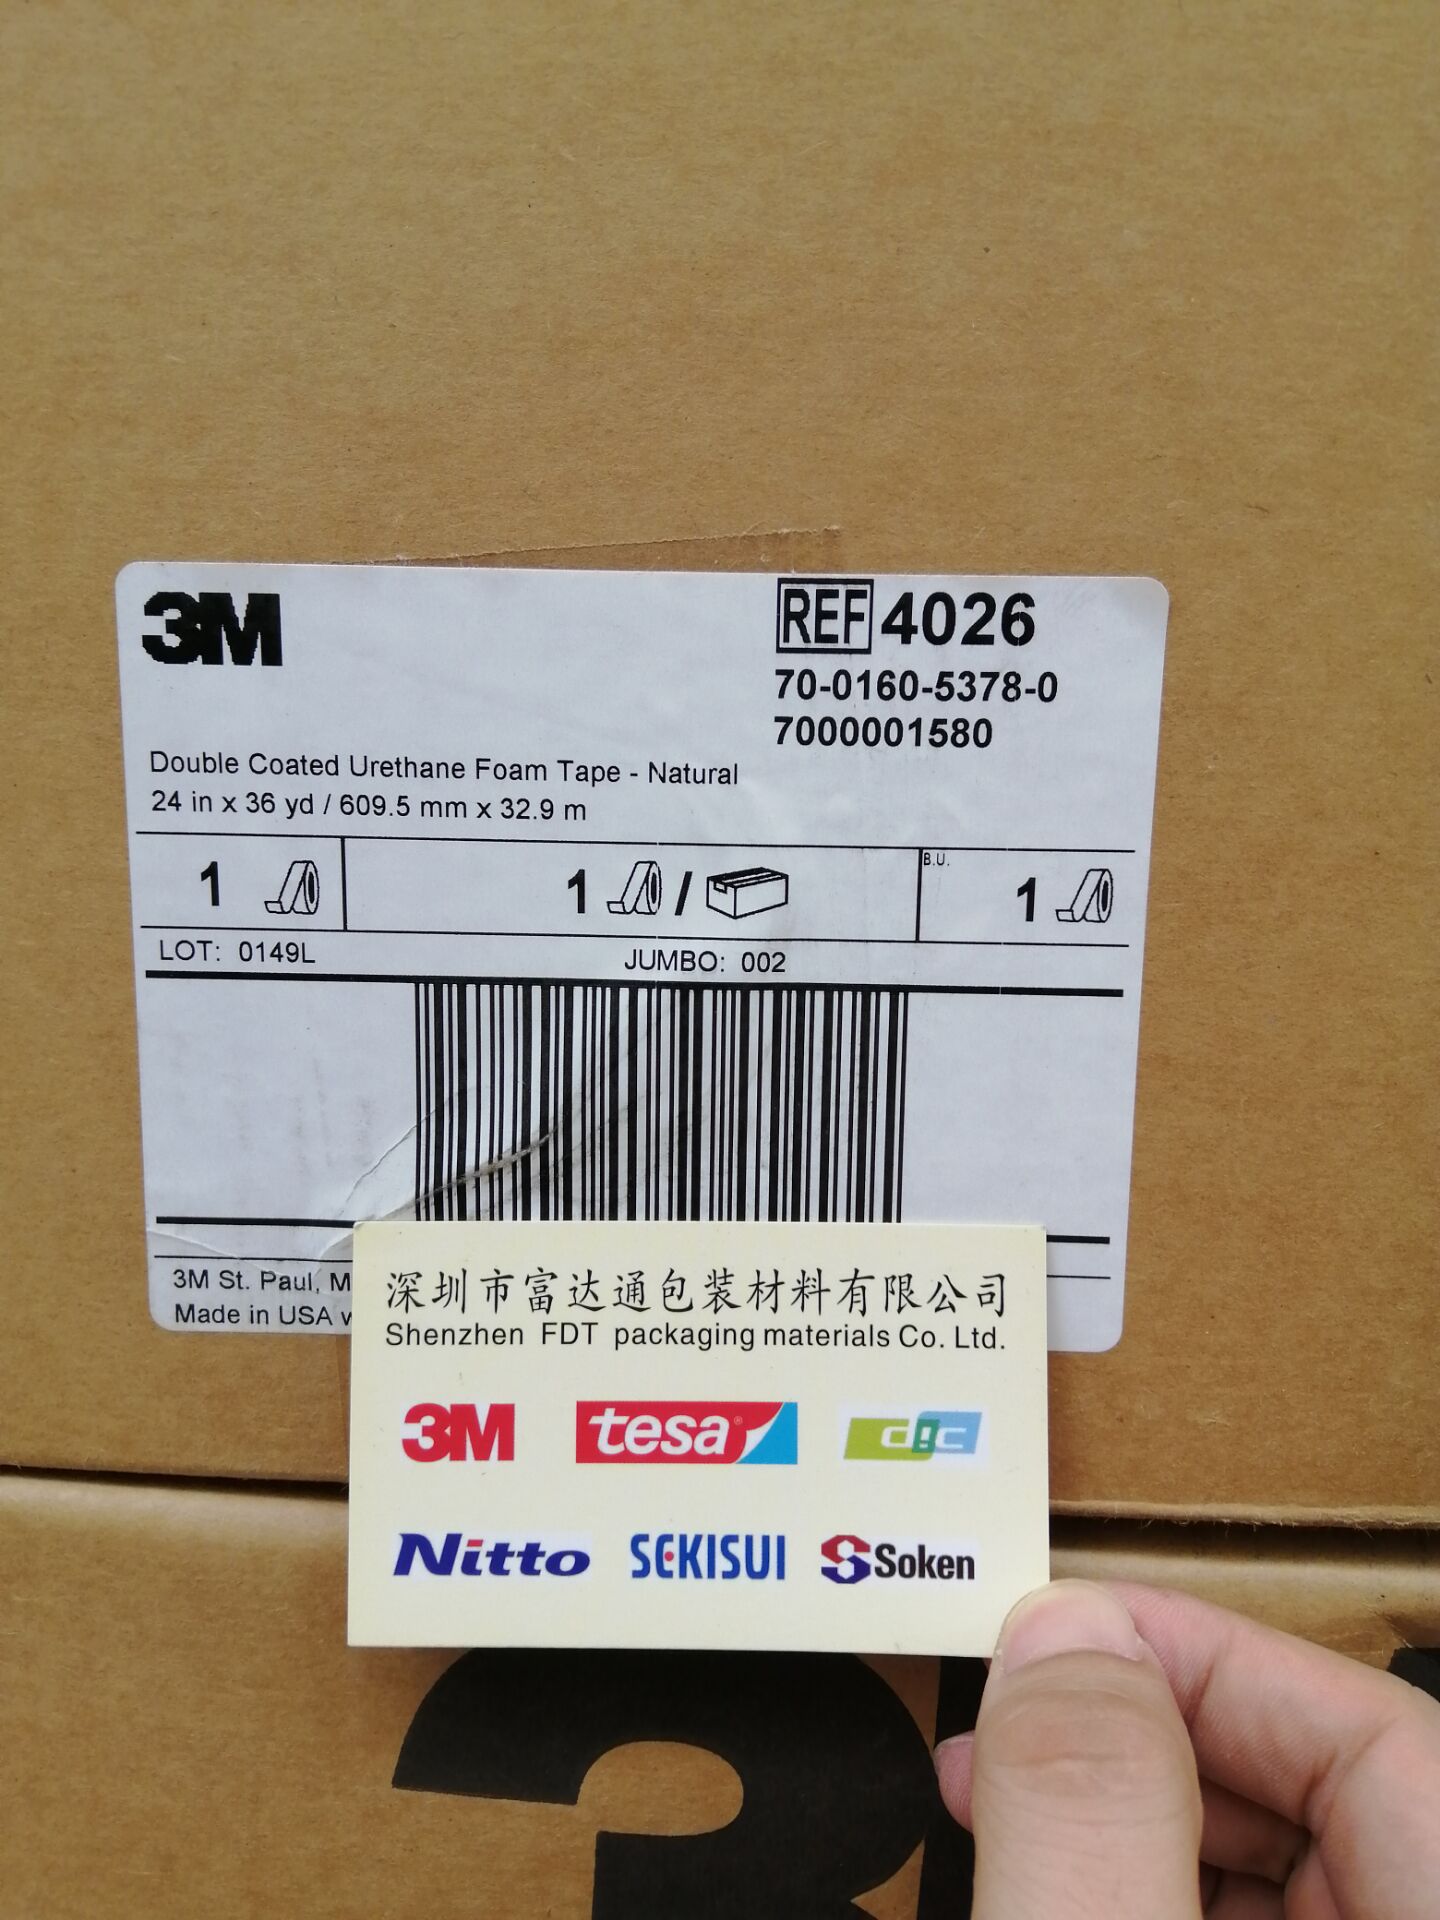 3M
REF 4026
70-0160-5378-0
7000001580
Double Coated Urethane Foam Tape - Natural
24 in x 36 yd / 609.5 mm x 32.9 m
1 1 / B.U. 1
LOT: 0149L JUMBO: 002
3M St. Paul,
Made in USA
深圳市富达通包装材料有限公司
Shenzhen FDT packaging materials Co. Ltd.
3M tesa® dic
Nitto SEKISUI Soken
3